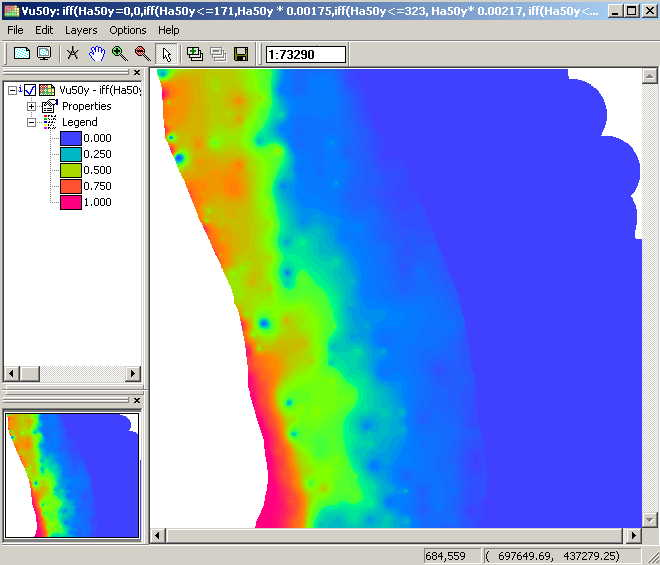 Vu50y: iff(Ha50y=0,0,iff(Ha50y<=171,Ha50y * 0.00175,iff(Ha50y<=323, Ha50y* 0.00217, iff(Ha50y<=...
File Edit Layers Options Help
1:73290
Vu50y - iff(Ha50y
Properties
Legend
0.000
0.250
0.500
0.750
1.000
684,559 ( 697649.69, 437279.25)